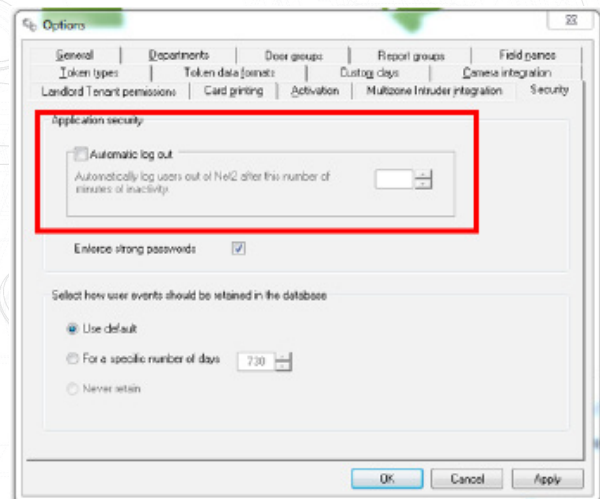 Options
General Departments Door groups Report groups Field names
Token types Token data formats Custom days Camera integration
Landlord Tenant permissions Card printing Activation Multizone Intruder integration Security
Application security
Automatic log out
Automatically log users out of Net2 after this number of
minutes of inactivity.
Enforce strong passwords
Select how user events should be retained in the database
Use default
For a specific number of days 730
Never retain
OK Cancel Apply